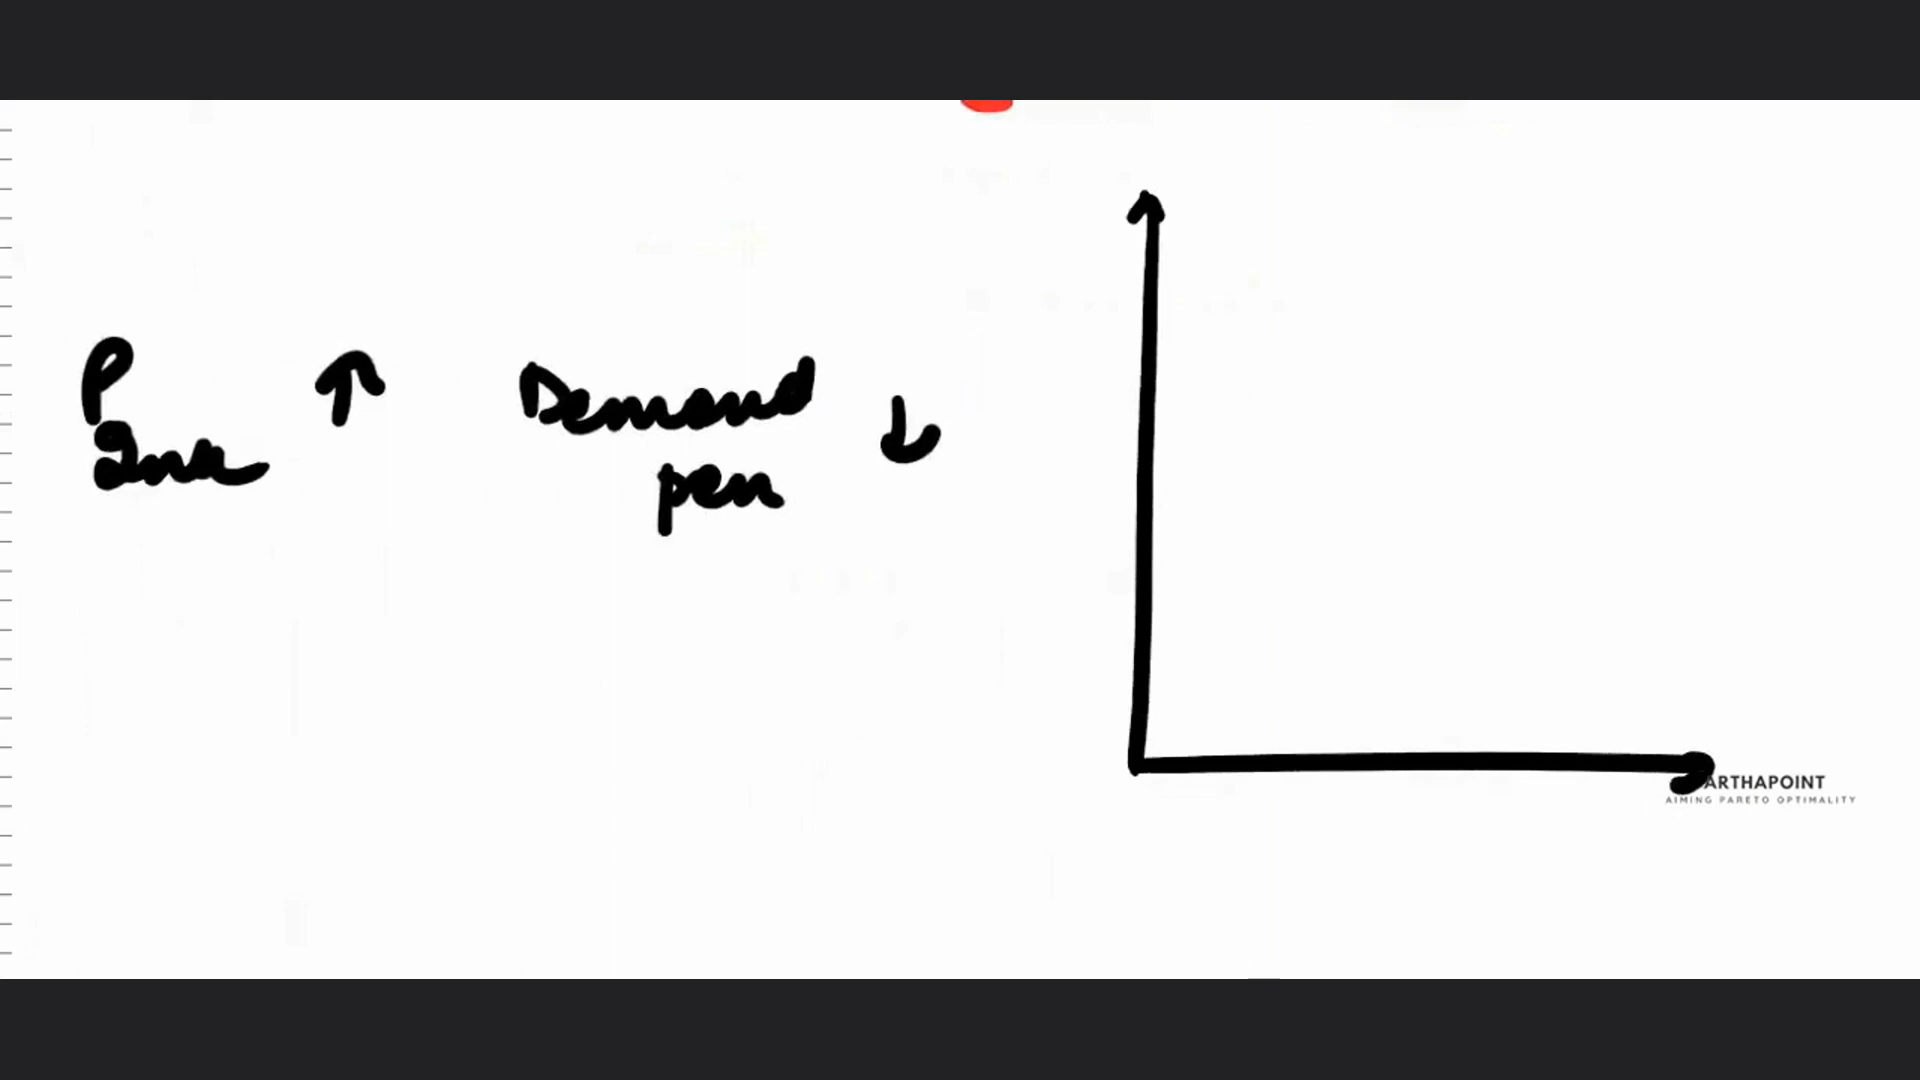 P
Ink ↑ Demand ↓
pen
ARTHAPOINT
AIMING PARETO OPTIMALITY